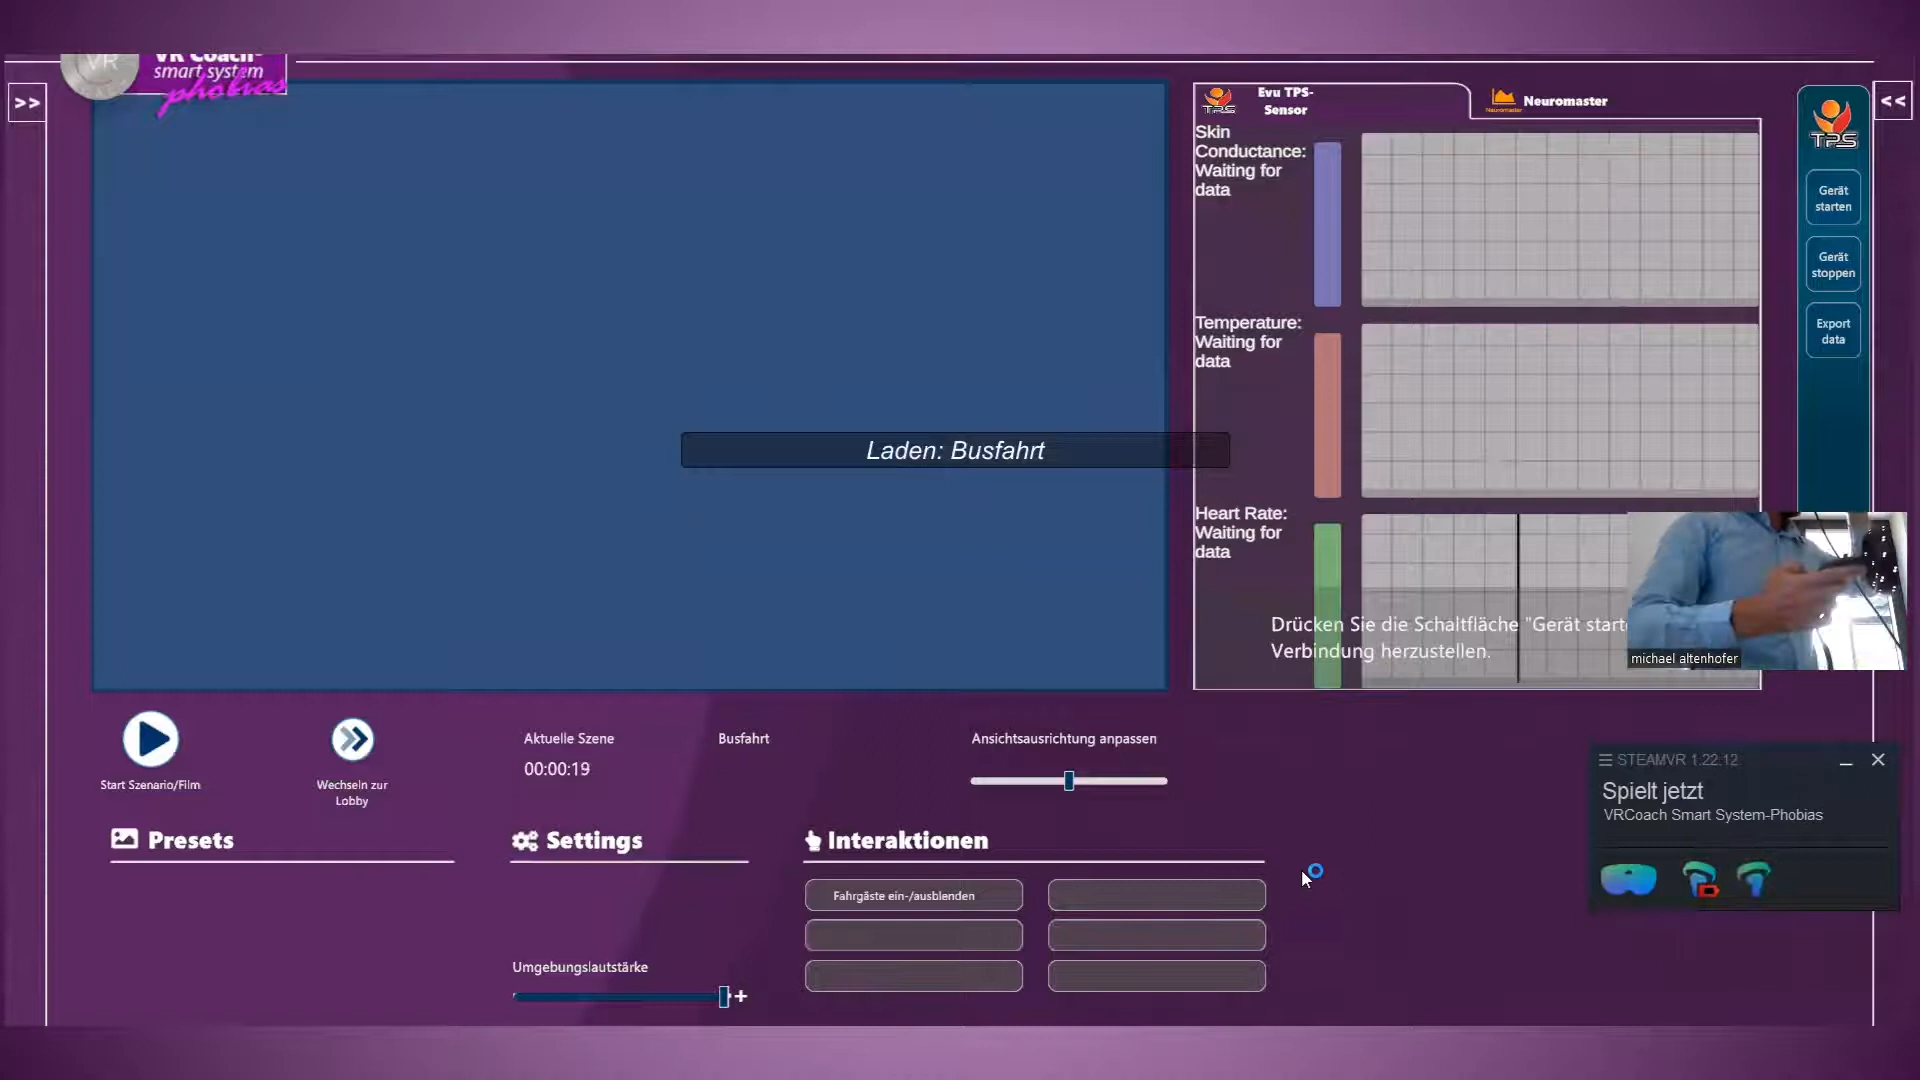 VR Coach
smart system
phobias
>>
Evu TPS-
Sensor
Neuromaster
<<
TPS
Skin
Conductance:
Waiting for
data
Gerät
starten
Gerät
stoppen
Export
data
Temperature:
Waiting for
data
Laden: Busfahrt
Heart Rate:
Waiting for
data
Drücken Sie die Schaltfläche "Gerät
Verbindung herzustellen.
michael altenhofer
Start Szenario/Film
Wechseln zur
Lobby
Aktuelle Szene
Busfahrt
00:00:19
Ansichtsausrichtung anpassen
STEAMVR 1.22.12
Spielt jetzt
VRCoach Smart System-Phobias
Presets
Settings
Interaktionen
Fahrgäste ein-/ausblenden
Umgebungslautstärke
+